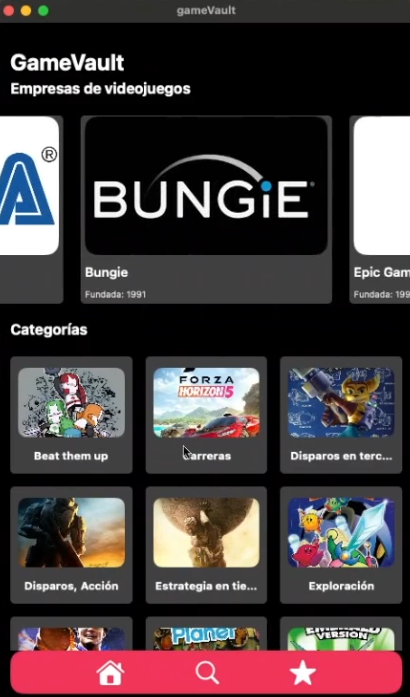 gameVault
GameVault
Empresas de videojuegos
A®
BUNGiE
Bungie
Fundada: 1991
Epic Gam
Fundada: 199
Categorías
FORZA
HORIZON 5
Beat them up
Carreras
Disparos en terc...
Disparos, Acción
Estrategia en tie...
Exploración
Planet
EMERALD
VERSION